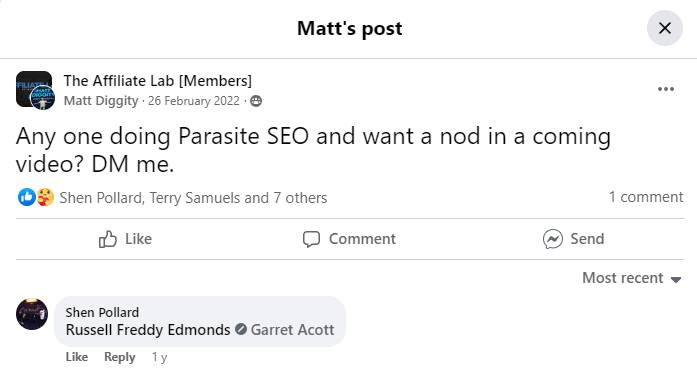 Matt's post
The Affiliate Lab [Members]
Matt Diggity · 26 February 2022 ·
Any one doing Parasite SEO and want a nod in a coming
video? DM me.
Shen Pollard, Terry Samuels and 7 others
1 comment
Like
Comment
Send
Most recent
Shen Pollard
Russell Freddy Edmonds Garret Acott
Like Reply 1 y